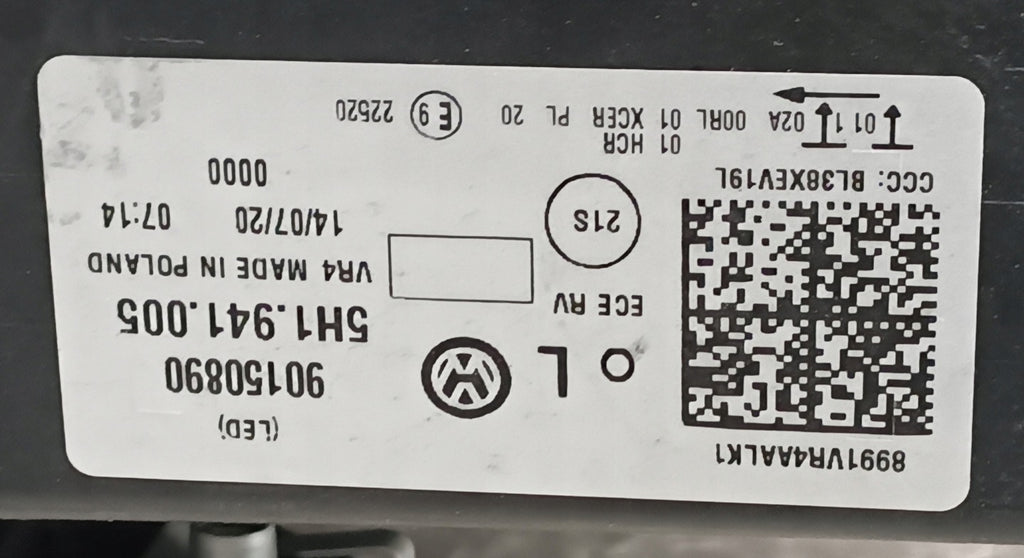 8991VR4AALK1
(LED)
90150890
O L
5H1.941.005
ECE RV
VR4 MADE IN POLAND
21S
14/07/20 07:14
CCC: BL38XEV19L
0000
01 HCR
01 1 02A 00RL 01 XCER PL 20 E9 22520